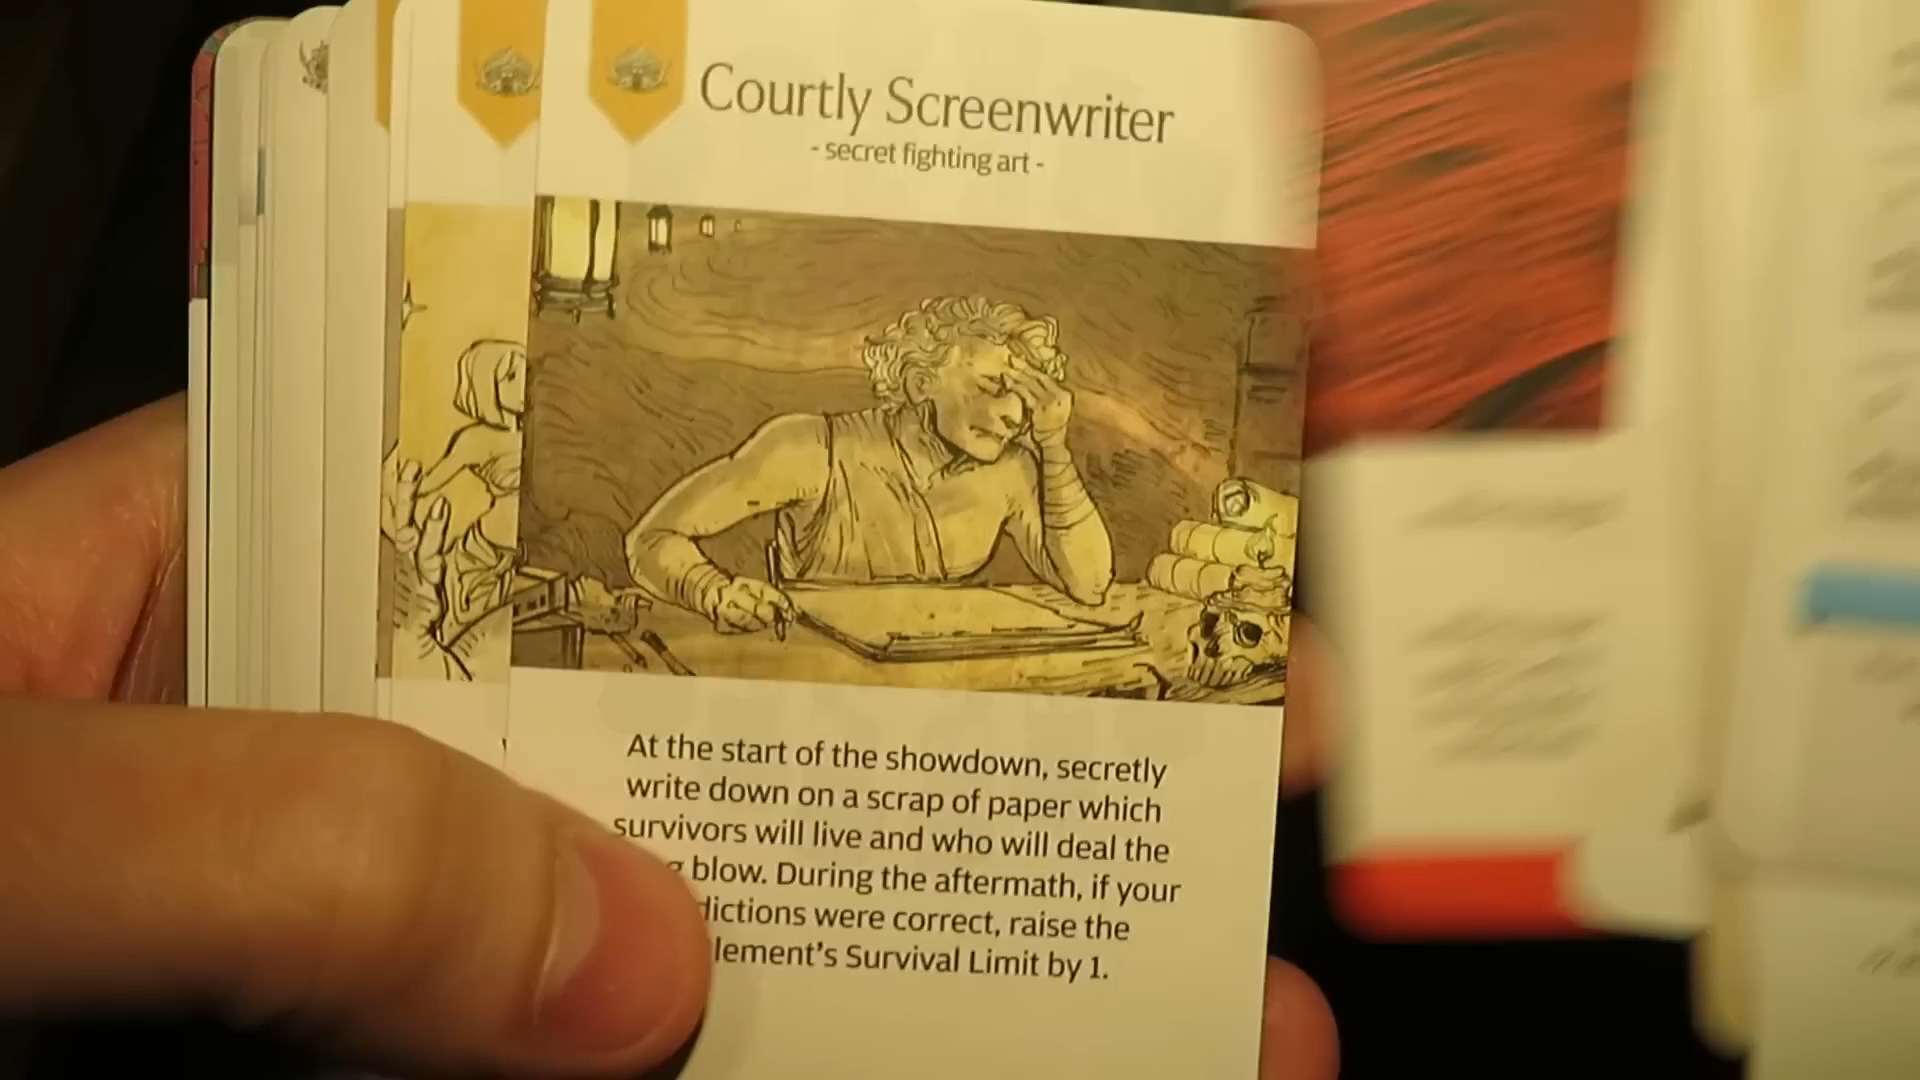 Courtly Screenwriter
- secret fighting art -
At the start of the showdown, secretly
write down on a scrap of paper which
survivors will live and who will deal the
blow. During the aftermath, if your
dictions were correct, raise the
lement's Survival Limit by 1.